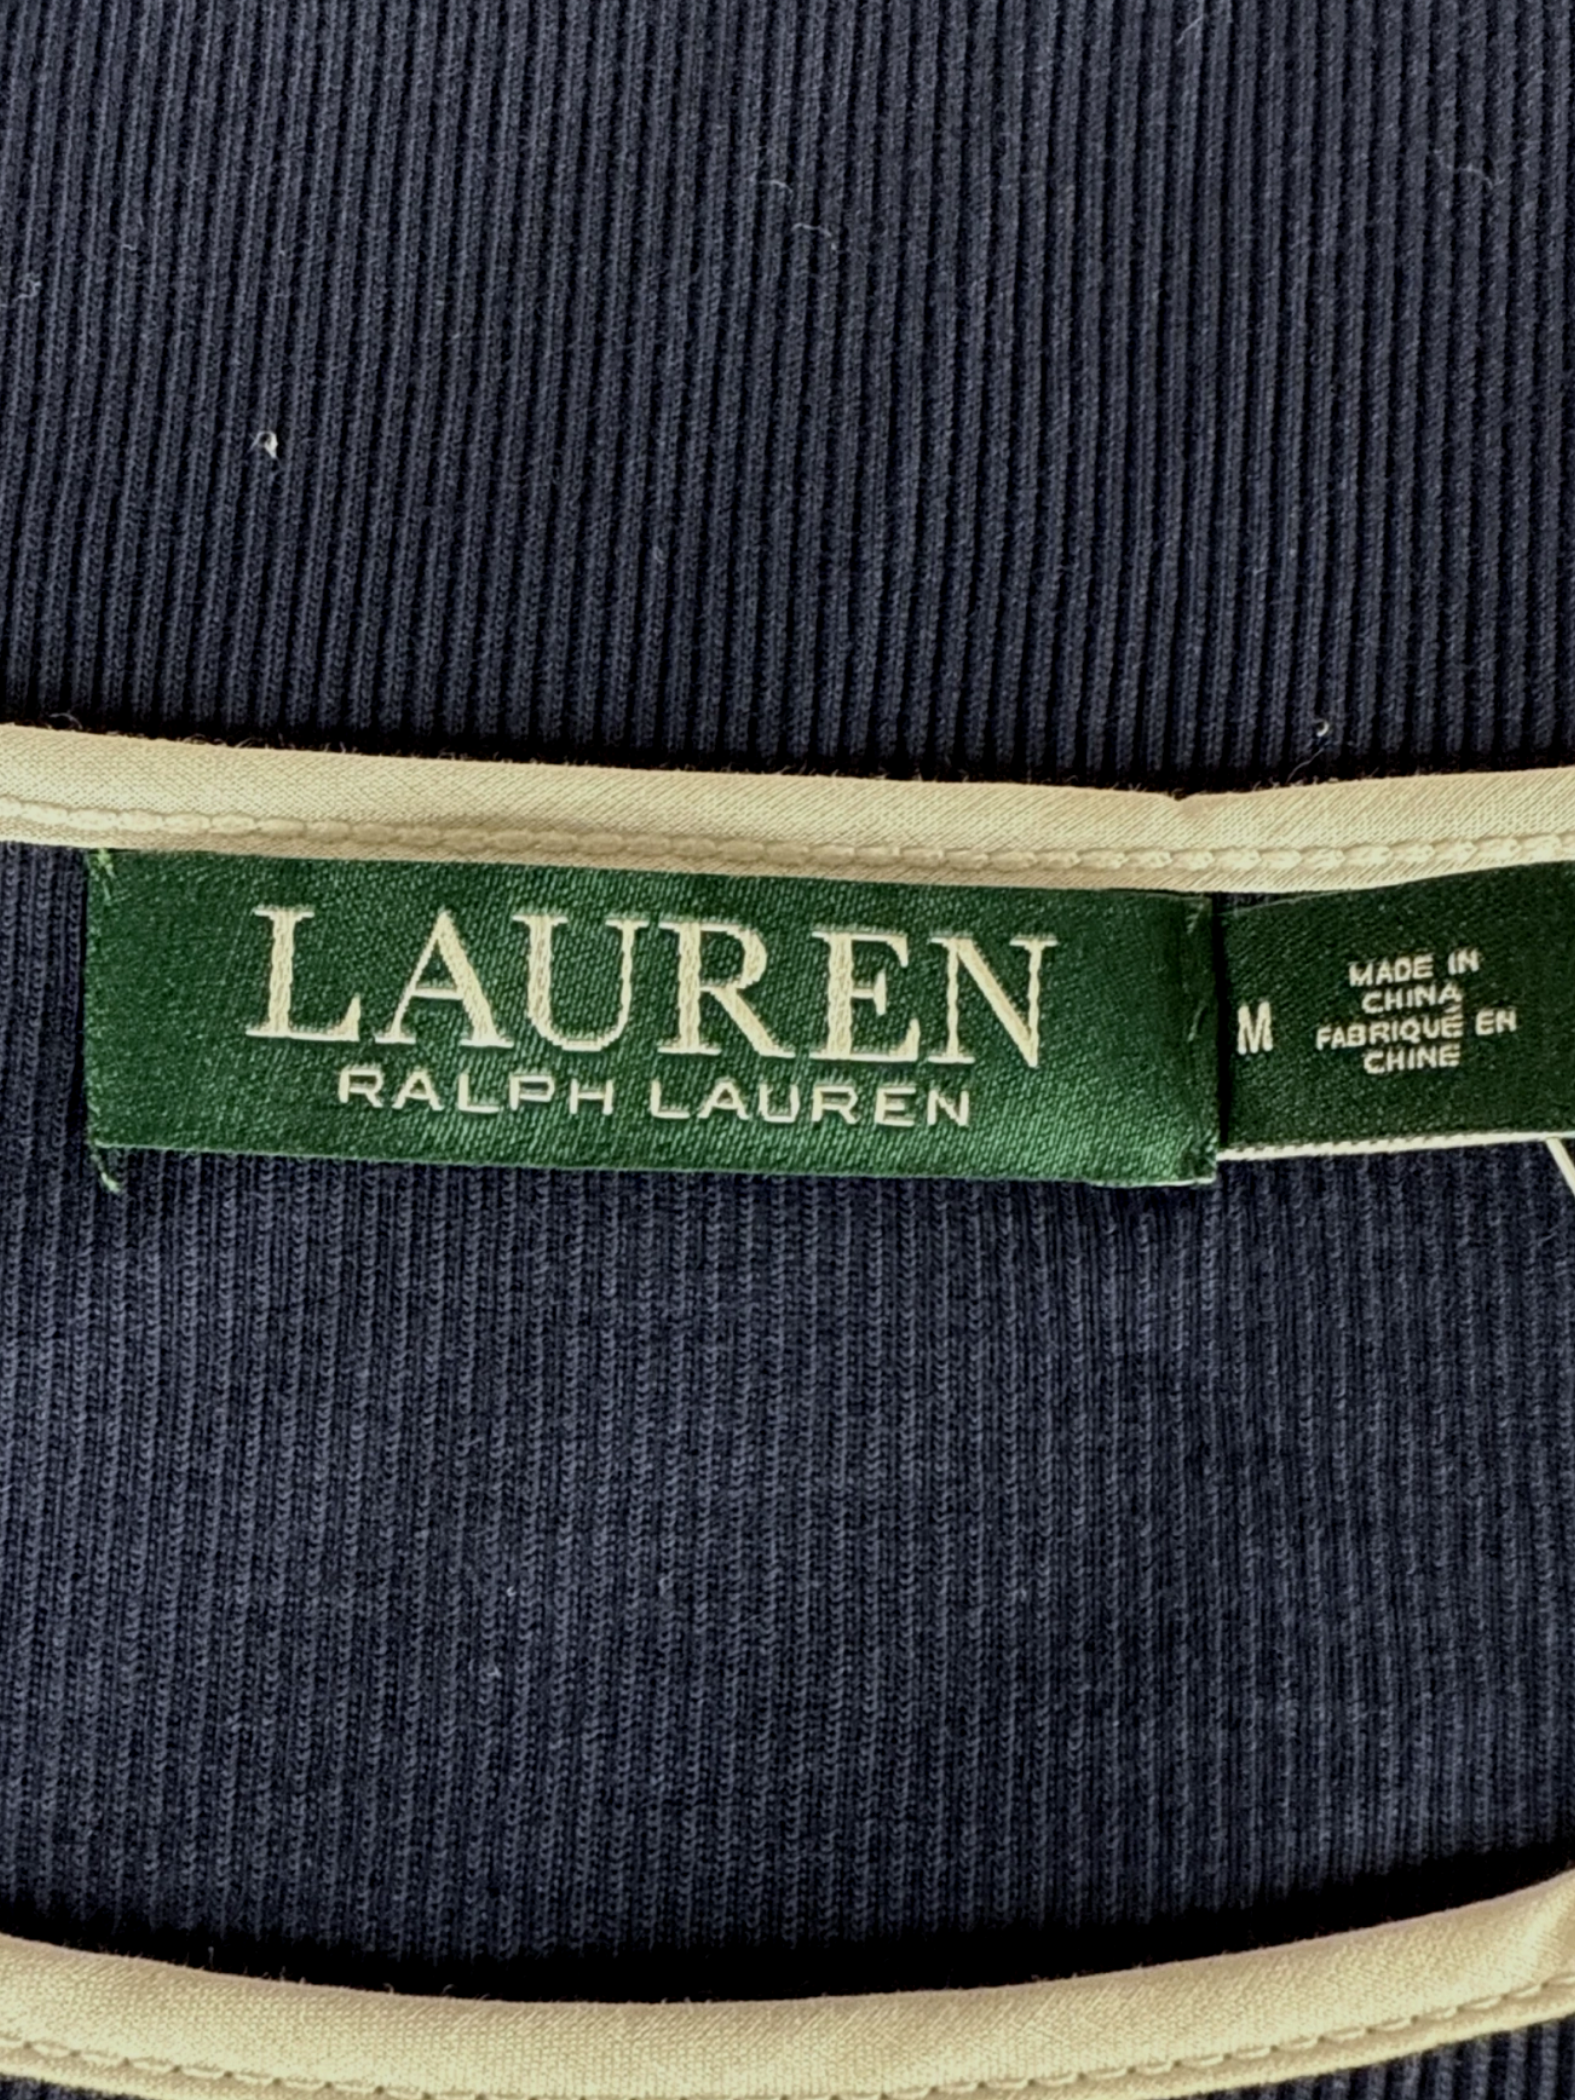 LAUREN
RALPH LAUREN
M
MADE IN
CHINA
FABRIQUÉ EN
CHINE